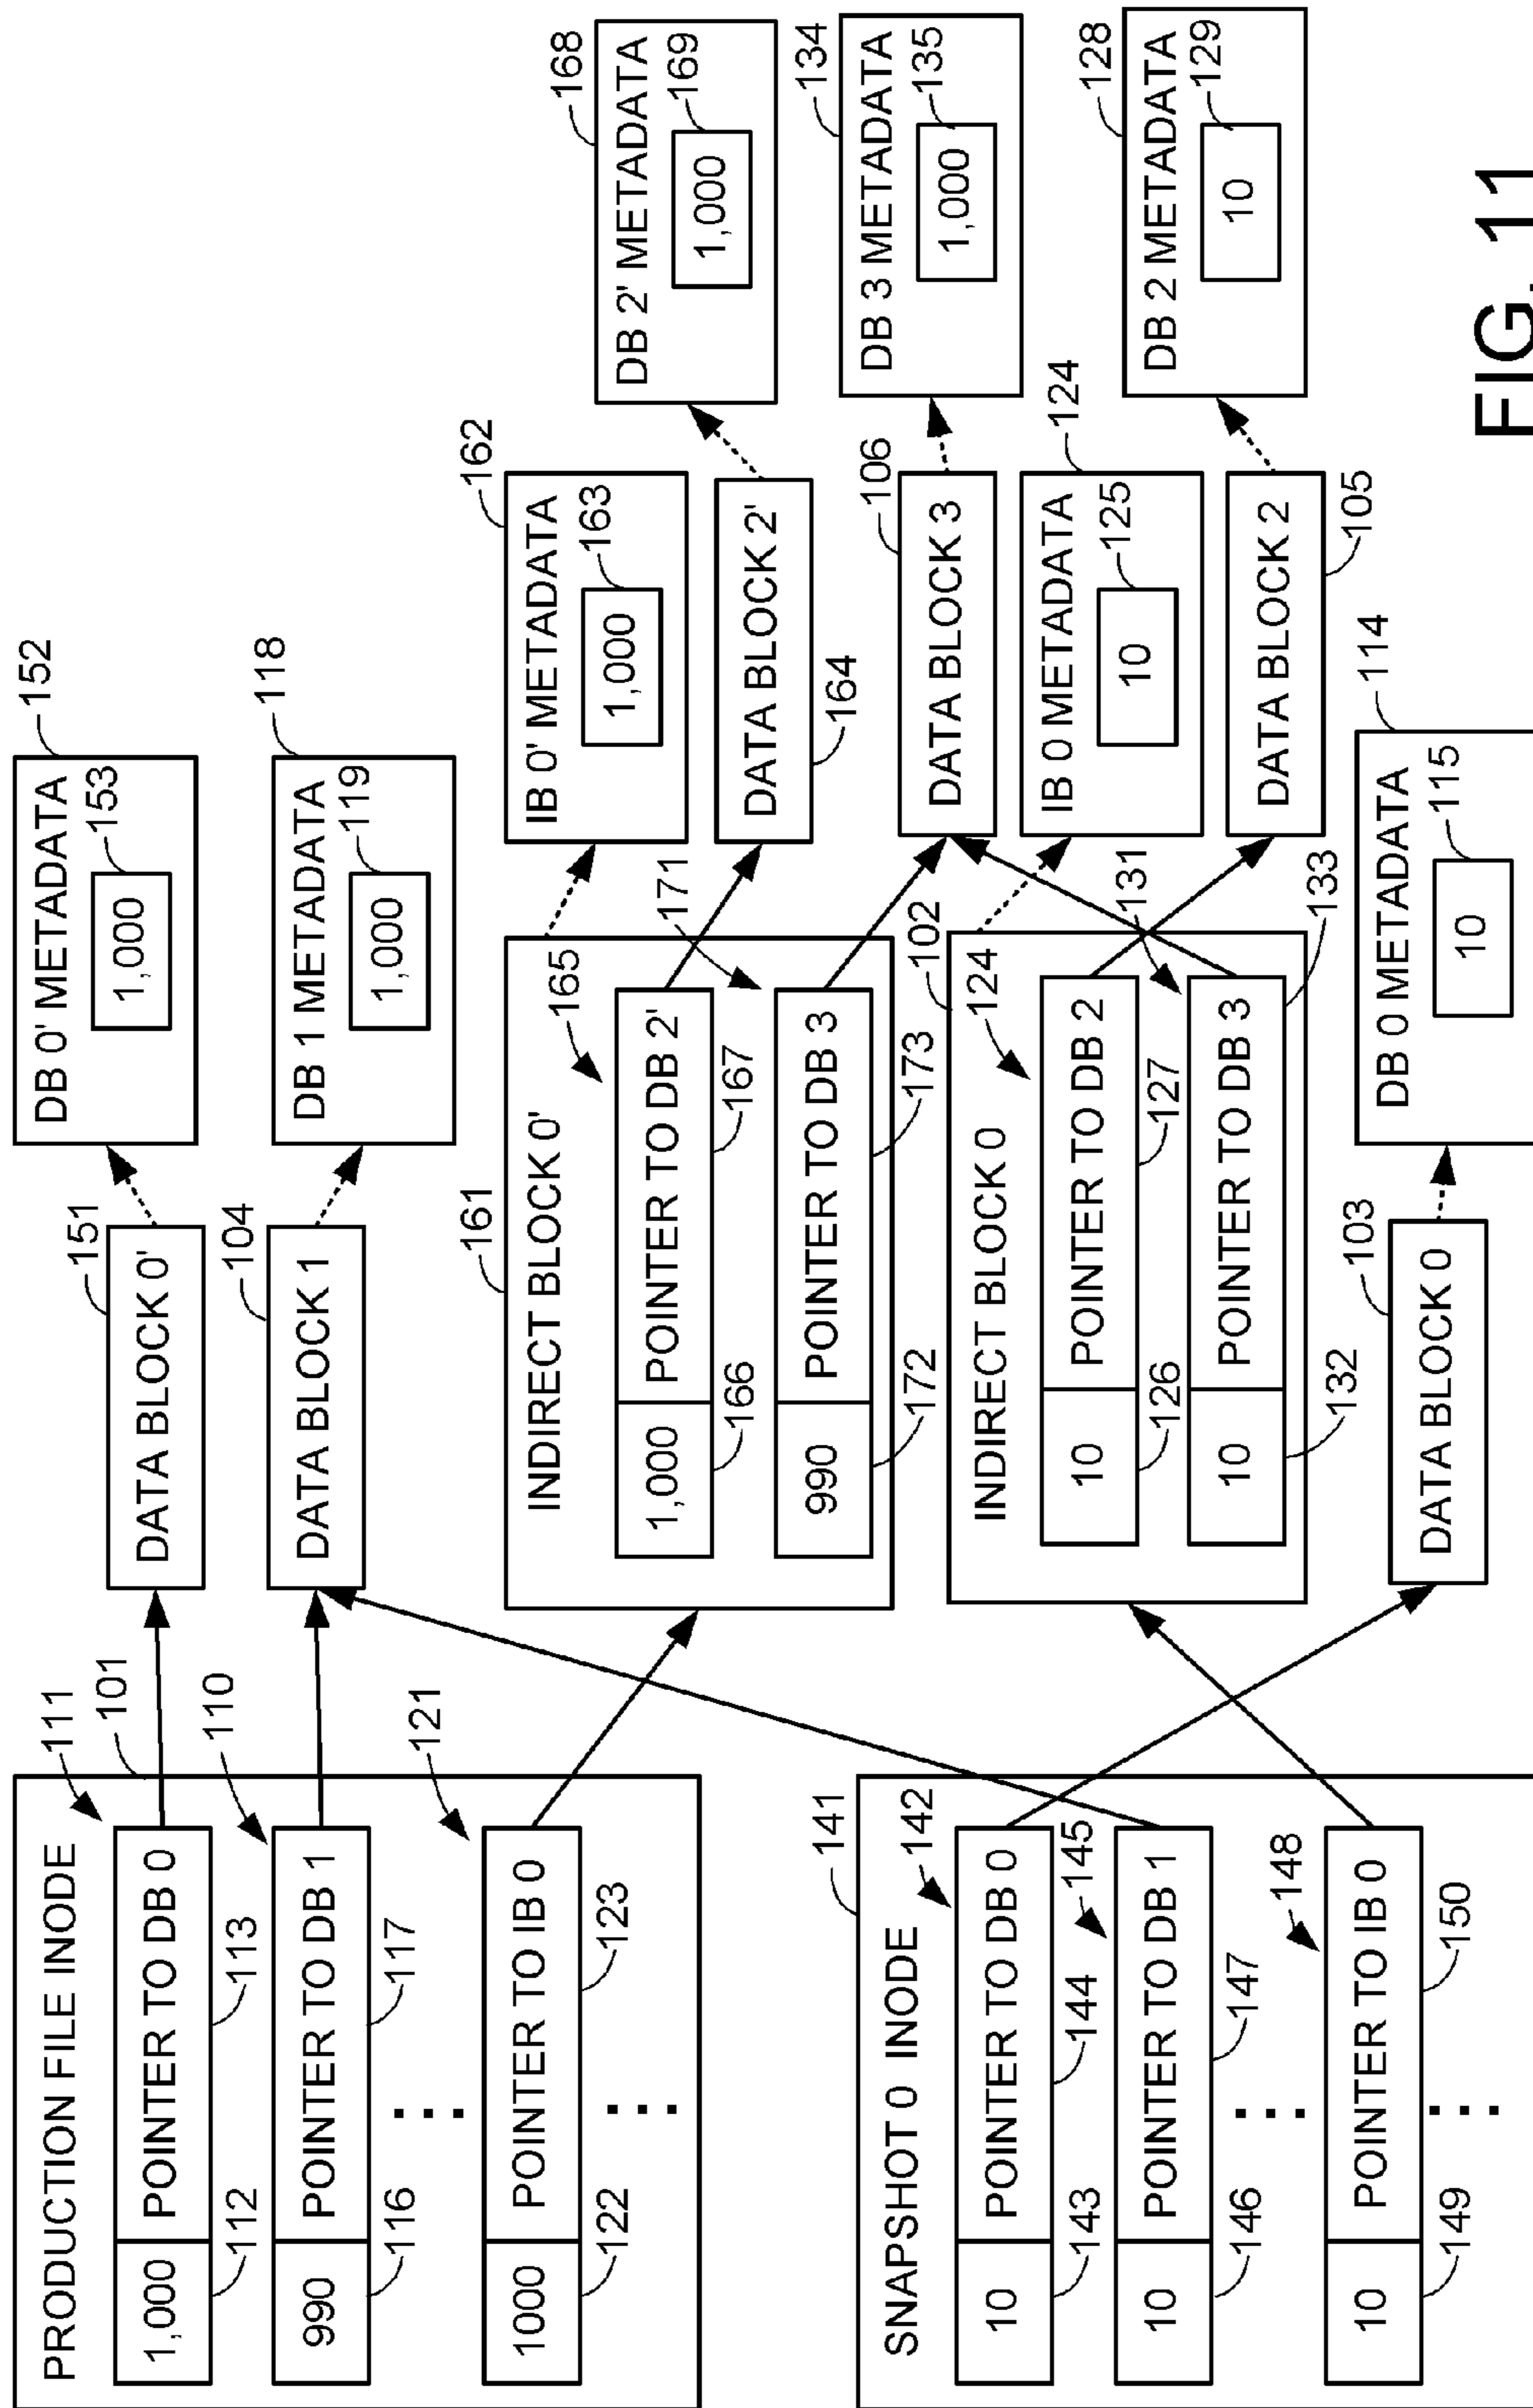 PRODUCTION FILE INODE
111
101
1,000 POINTER TO DB 0
112
113
110
990 POINTER TO DB 1
116
117
121
1000 POINTER TO IB 0
122
123
SNAPSHOT 0 INODE
141
142
10 POINTER TO DB 0
143
144
145
10 POINTER TO DB 1
146
147
148
10 POINTER TO IB 0
149
150
151
DATA BLOCK 0'
152
DB 0' METADATA
153
1,000
104
DATA BLOCK 1
118
DB 1 METADATA
119
1,000
161
INDIRECT BLOCK 0'
165
1,000 POINTER TO DB 2'
166
167
171
990 POINTER TO DB 3
172
173
162
IB 0' METADATA
163
1,000
DATA BLOCK 2'
164
168
DB 2' METADATA
169
1,000
102
INDIRECT BLOCK 0
124
10 POINTER TO DB 2
126
127
131
10 POINTER TO DB 3
132
133
106
DATA BLOCK 3
134
DB 3 METADATA
135
1,000
124
IB 0 METADATA
125
10
DATA BLOCK 2
105
128
DB 2 METADATA
129
10
103
DATA BLOCK 0
114
DB 0 METADATA
115
10
FIG. 11